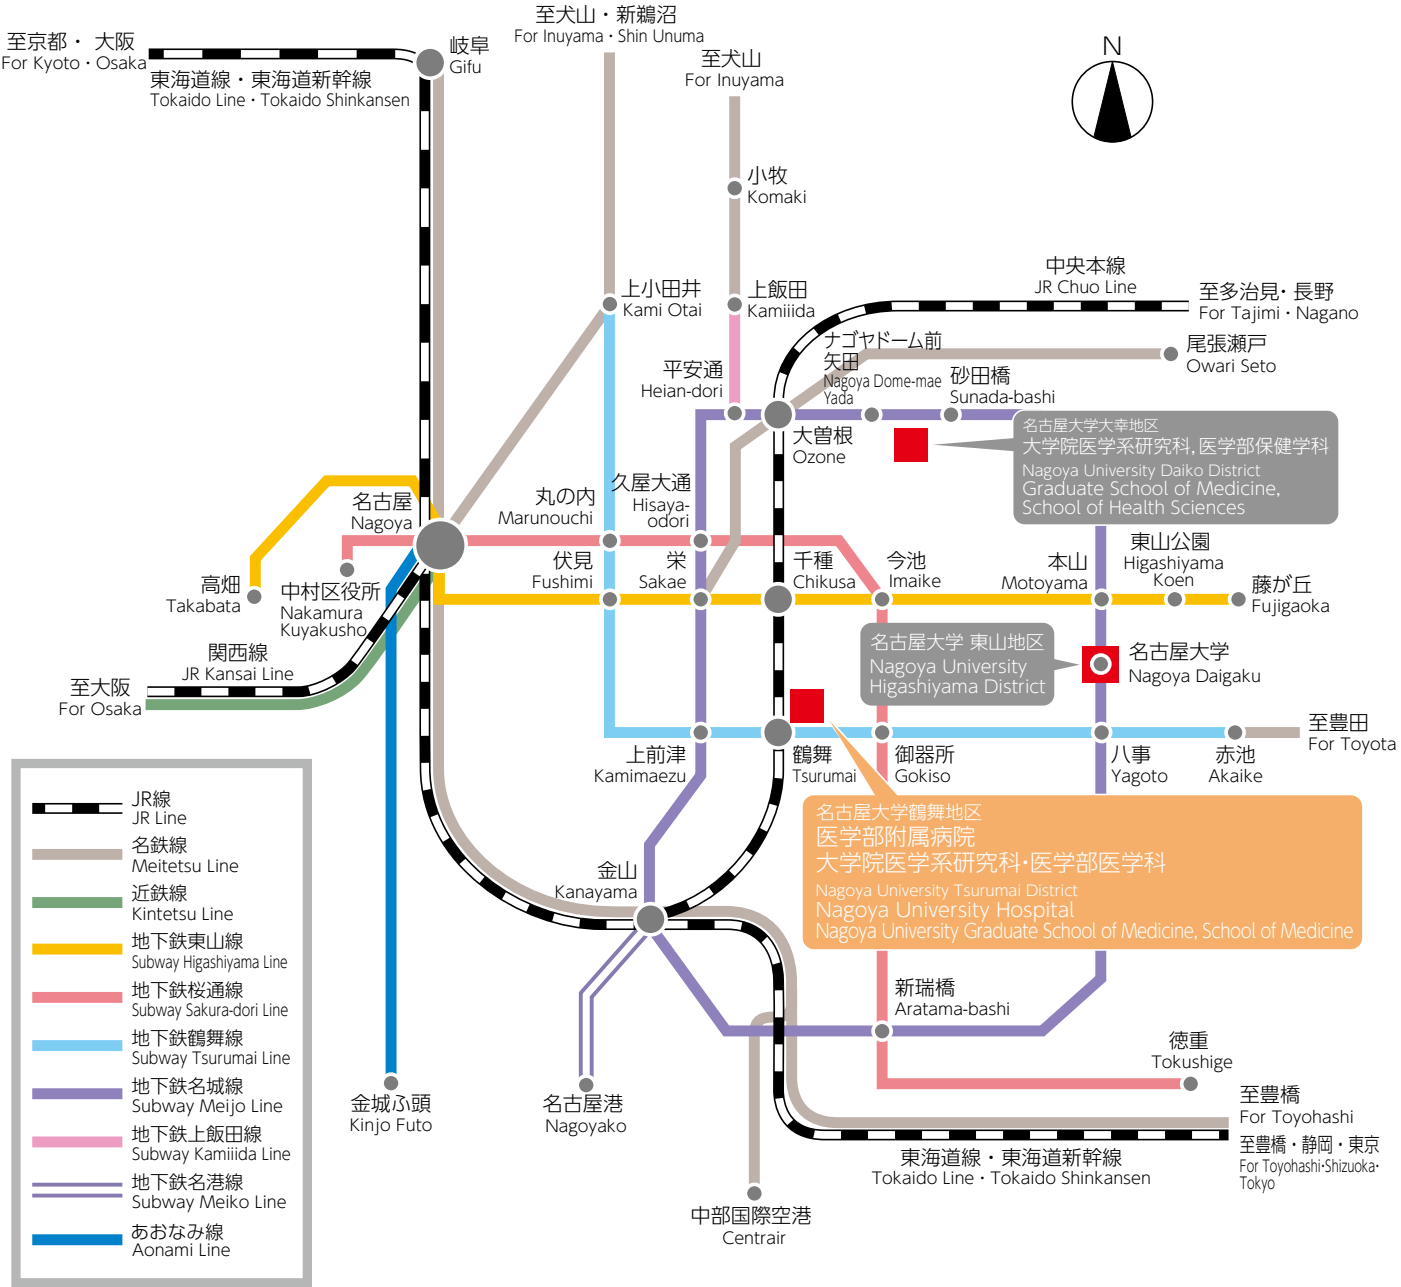 至京都・ 大阪
For Kyoto・Osaka
東海道線・東海道新幹線
Tokaido Line・Tokaido Shinkansen
岐阜
Gifu
至犬山・新鵜沼
For Inuyama・Shin Unuma
至犬山
For Inuyama
N
小牧
Komaki
上小田井
Kami Otai
上飯田
Kamiiida
中央本線
JR Chuo Line
至多治見・長野
For Tajimi・Nagano
ナゴヤドーム前
矢田
Nagoya Dome-mae
Yada
尾張瀬戸
Owari Seto
平安通
Heian-dori
砂田橋
Sunada-bashi
大曽根
Ozone
名古屋大学大幸地区
大学院医学系研究科, 医学部保健学科
Nagoya University Daiko District
Graduate School of Medicine,
School of Health Sciences
名古屋
Nagoya
丸の内
Marunouchi
久屋大通
Hisaya-
odori
高畑
Takabata
中村区役所
Nakamura
Kuyakusho
伏見
Fushimi
栄
Sakae
千種
Chikusa
今池
Imaike
本山
Motoyama
東山公園
Higashiyama
Koen
藤が丘
Fujigaoka
関西線
JR Kansai Line
至大阪
For Osaka
名古屋大学 東山地区
Nagoya University
Higashiyama District
名古屋大学
Nagoya Daigaku
上前津
Kamimaezu
鶴舞
Tsurumai
御器所
Gokiso
八事
Yagoto
赤池
Akaike
至豊田
For Toyota
名古屋大学鶴舞地区
医学部附属病院
大学院医学系研究科・医学部医学科
Nagoya University Tsurumai District
Nagoya University Hospital
Nagoya University Graduate School of Medicine, School of Medicine
金山
Kanayama
新瑞橋
Aratama-bashi
徳重
Tokushige
金城ふ頭
Kinjo Futo
名古屋港
Nagoyako
中部国際空港
Centrair
至豊橋
For Toyohashi
至豊橋・静岡・東京
For Toyohashi・Shizuoka・
Tokyo
東海道線・東海道新幹線
Tokaido Line・Tokaido Shinkansen
JR線
JR Line
名鉄線
Meitetsu Line
近鉄線
Kintetsu Line
地下鉄東山線
Subway Higashiyama Line
地下鉄桜通線
Subway Sakura-dori Line
地下鉄鶴舞線
Subway Tsurumai Line
地下鉄名城線
Subway Meijo Line
地下鉄上飯田線
Subway Kamiiida Line
地下鉄名港線
Subway Meiko Line
あおなみ線
Aonami Line